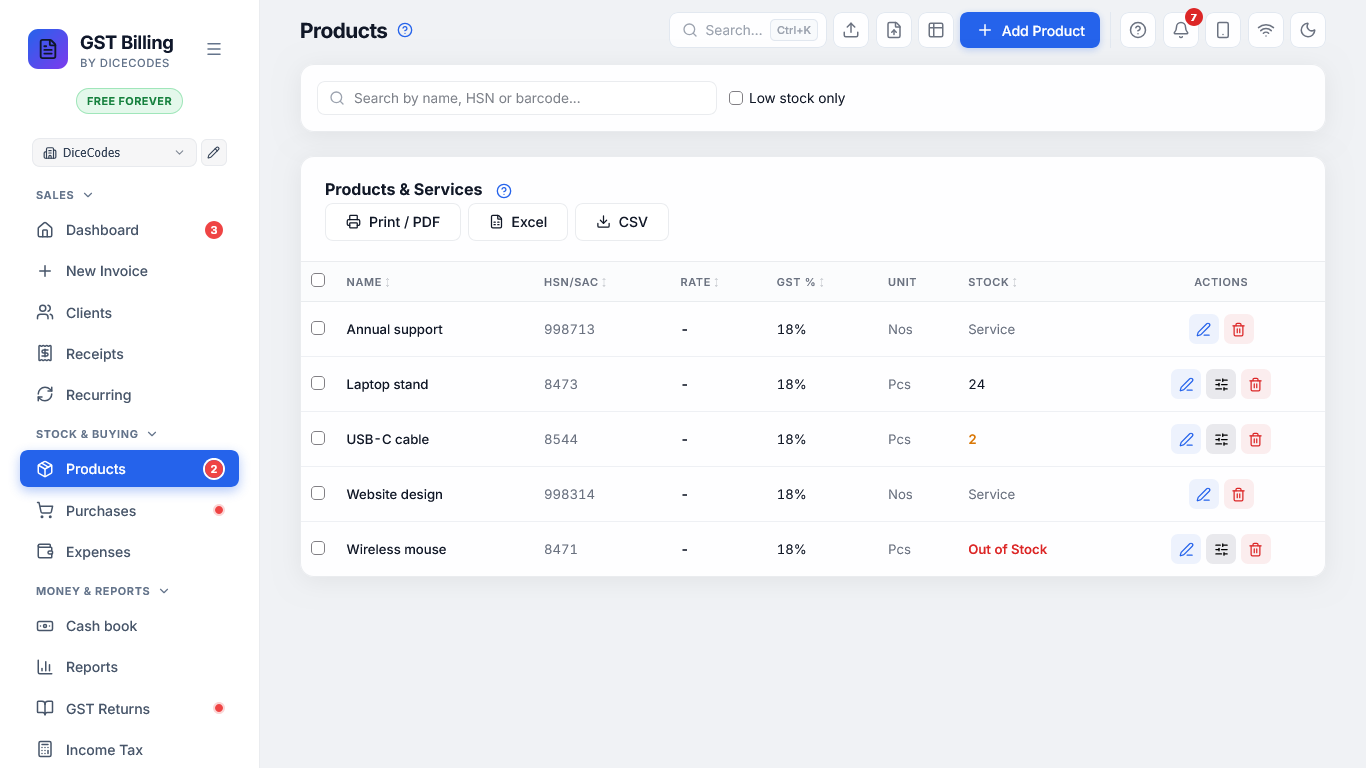 GST Billing
BY DICECODES
FREE FOREVER
DiceCodes
SALES
Dashboard 3
New Invoice
Clients
Receipts
Recurring
STOCK & BUYING
Products 2
Purchases
Expenses
MONEY & REPORTS
Cash book
Reports
GST Returns
Income Tax
Products
Search... Ctrl+K
Add Product
7
Search by name, HSN or barcode...
Low stock only
Products & Services
Print / PDF Excel CSV
NAME HSN/SAC RATE GST % UNIT STOCK ACTIONS
Annual support 998713 - 18% Nos Service
Laptop stand 8473 - 18% Pcs 24
USB-C cable 8544 - 18% Pcs 2
Website design 998314 - 18% Nos Service
Wireless mouse 8471 - 18% Pcs Out of Stock